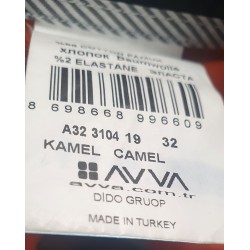 хлопок Baumwolle
%2 ELASTANE ЭЛАСТА
8 698668 996609
A32 3104 19 32
KAMEL CAMEL
AVVA
avva.com.tr
DİDO GRUOP
MADE IN TURKEY